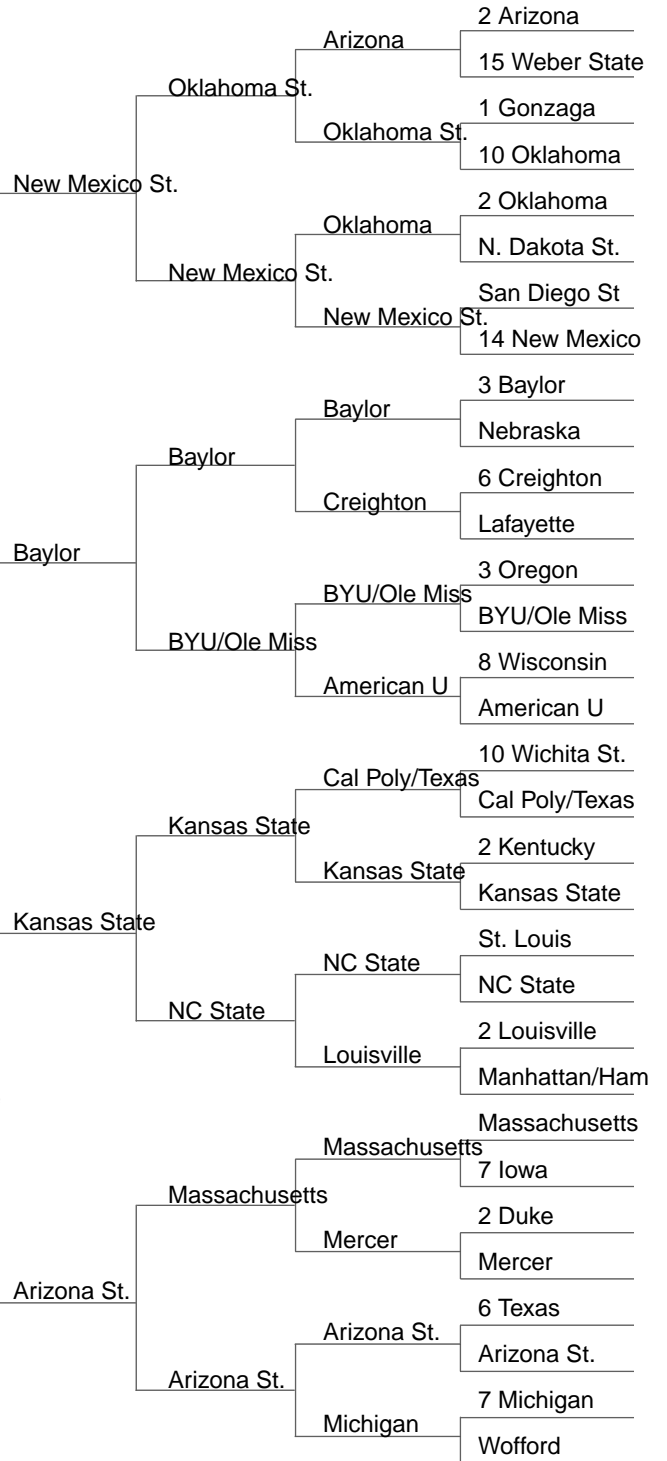 2 Arizona
Arizona
15 Weber State
Oklahoma St.
1 Gonzaga
Oklahoma St.
10 Oklahoma
New Mexico St.
2 Oklahoma
Oklahoma
N. Dakota St.
New Mexico St.
San Diego St
New Mexico St.
14 New Mexico
3 Baylor
Baylor
Nebraska
Baylor
6 Creighton
Creighton
Lafayette
Baylor
3 Oregon
BYU/Ole Miss
BYU/Ole Miss
BYU/Ole Miss
8 Wisconsin
American U
American U
10 Wichita St.
Cal Poly/Texas
Cal Poly/Texas
Kansas State
2 Kentucky
Kansas State
Kansas State
Kansas State
St. Louis
NC State
NC State
NC State
2 Louisville
Louisville
Manhattan/Ham
Massachusetts
Massachusetts
7 Iowa
Massachusetts
2 Duke
Mercer
Mercer
Arizona St.
6 Texas
Arizona St.
Arizona St.
Arizona St.
7 Michigan
Michigan
Wofford